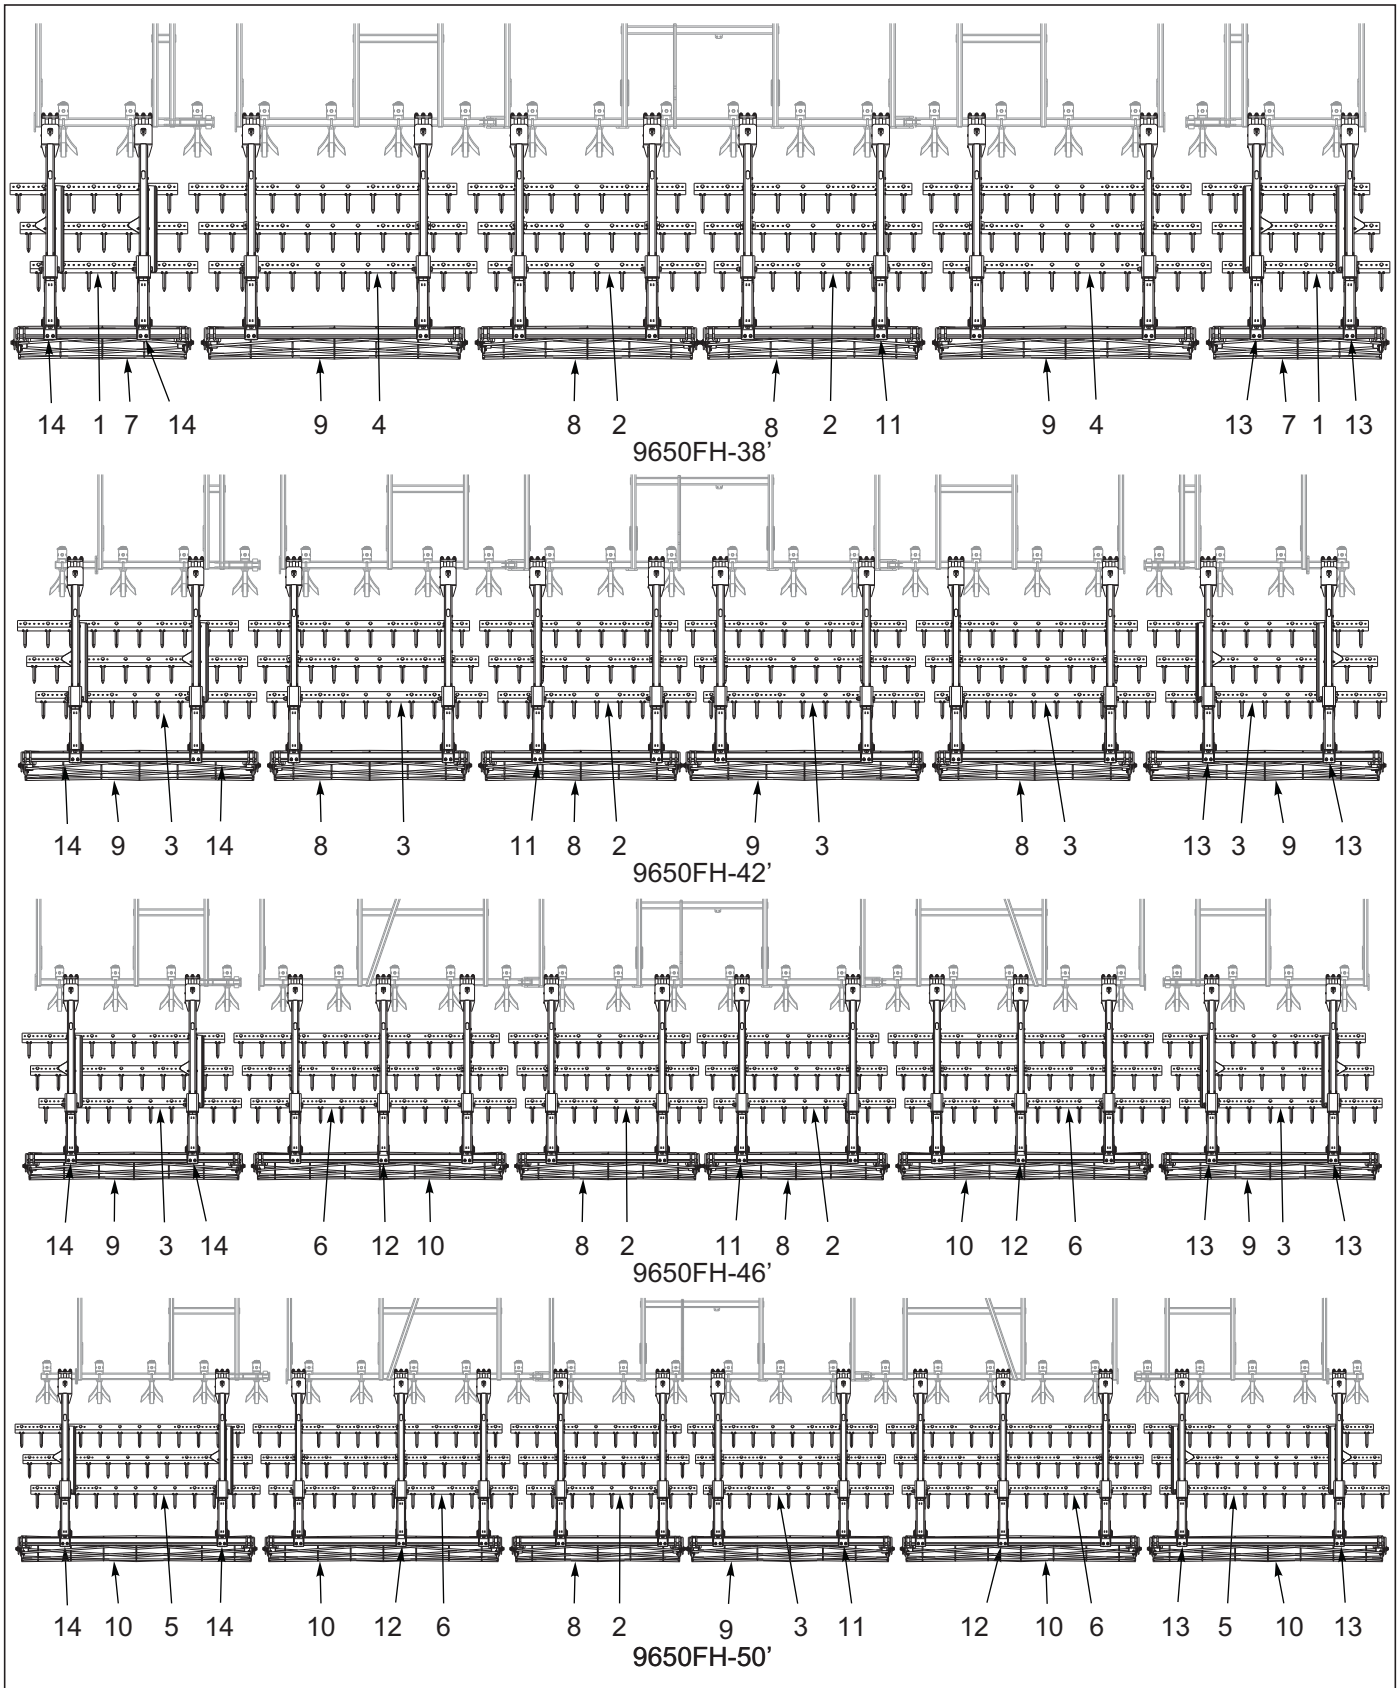 14 1 7 14 9 4 8 2 8 2 11 9 4 13 7 1 13
9650FH-38’
14 9 3 14 8 3 11 8 2 9 3 8 3 13 3 9 13
9650FH-42’
14 9 3 14 6 12 10 8 2 11 8 2 10 12 6 13 9 3 13
9650FH-46’
14 10 5 14 10 12 6 8 2 9 3 11 12 10 6 13 5 10 13
9650FH-50’